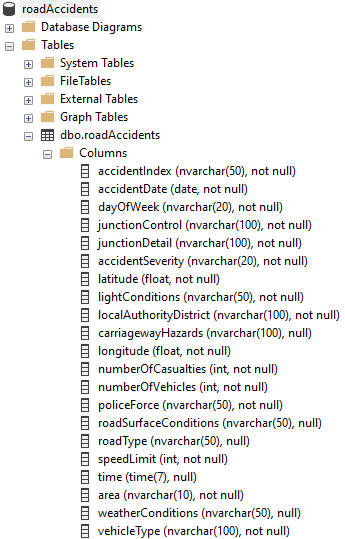 roadAccidents
Database Diagrams
Tables
System Tables
FileTables
External Tables
Graph Tables
dbo.roadAccidents
Columns
accidentIndex (nvarchar(50), not null)
accidentDate (date, not null)
dayOfWeek (nvarchar(20), not null)
junctionControl (nvarchar(100), not null)
junctionDetail (nvarchar(100), not null)
accidentSeverity (nvarchar(20), not null)
latitude (float, not null)
lightConditions (nvarchar(50), not null)
localAuthorityDistrict (nvarchar(100), not null)
carriagewayHazards (nvarchar(100), null)
longitude (float, not null)
numberOfCasualties (int, not null)
numberOfVehicles (int, not null)
policeForce (nvarchar(50), not null)
roadSurfaceConditions (nvarchar(50), null)
roadType (nvarchar(50), null)
speedLimit (int, not null)
time (time(7), null)
area (nvarchar(10), not null)
weatherConditions (nvarchar(50), null)
vehicleType (nvarchar(100), not null)